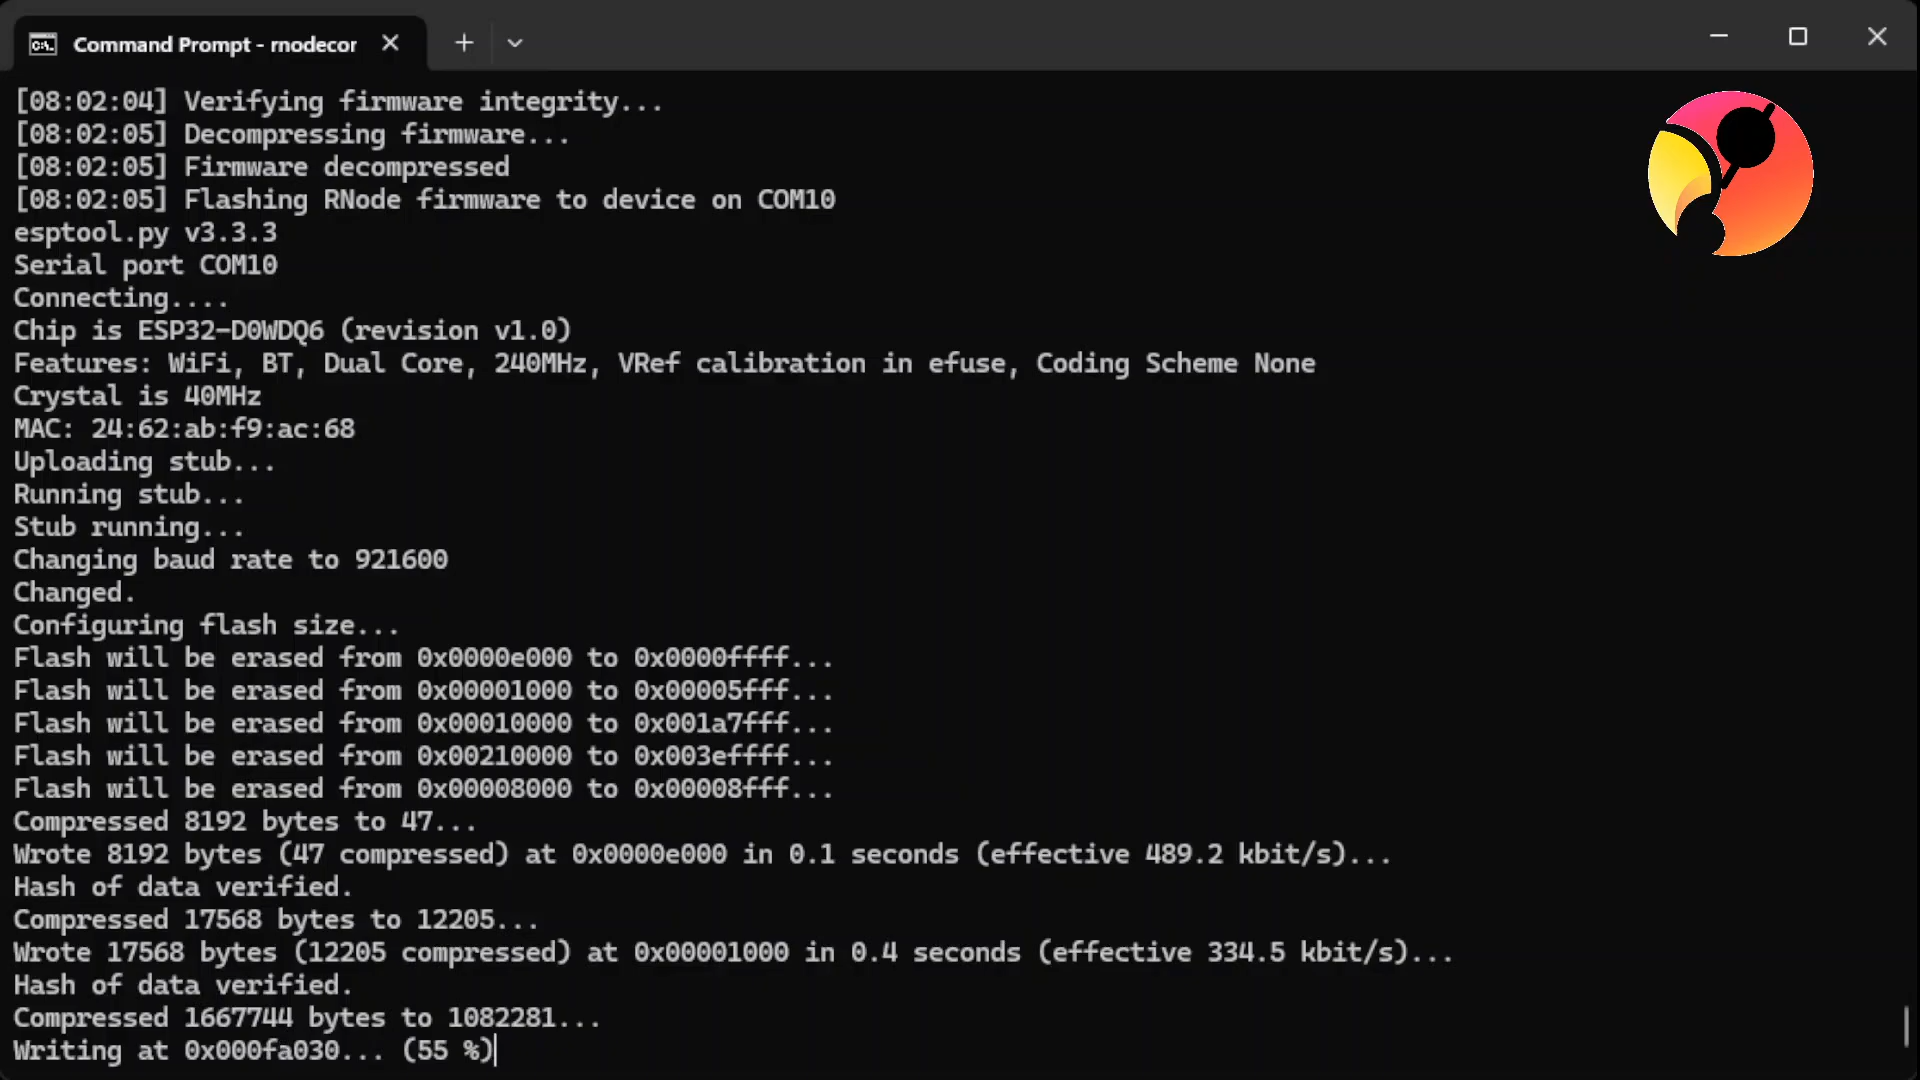 Command Prompt - rnodecor
[08:02:04] Verifying firmware integrity...
[08:02:05] Decompressing firmware...
[08:02:05] Firmware decompressed
[08:02:05] Flashing RNode firmware to device on COM10
esptool.py v3.3.3
Serial port COM10
Connecting....
Chip is ESP32-D0WDQ6 (revision v1.0)
Features: WiFi, BT, Dual Core, 240MHz, VRef calibration in efuse, Coding Scheme None
Crystal is 40MHz
MAC: 24:62:ab:f9:ac:68
Uploading stub...
Running stub...
Stub running...
Changing baud rate to 921600
Changed.
Configuring flash size...
Flash will be erased from 0x0000e000 to 0x0000ffff...
Flash will be erased from 0x00001000 to 0x00005fff...
Flash will be erased from 0x00010000 to 0x001a7fff...
Flash will be erased from 0x00210000 to 0x003effff...
Flash will be erased from 0x00008000 to 0x00008fff...
Compressed 8192 bytes to 47...
Wrote 8192 bytes (47 compressed) at 0x0000e000 in 0.1 seconds (effective 489.2 kbit/s)...
Hash of data verified.
Compressed 17568 bytes to 12205...
Wrote 17568 bytes (12205 compressed) at 0x00001000 in 0.4 seconds (effective 334.5 kbit/s)...
Hash of data verified.
Compressed 1667744 bytes to 1082281...
Writing at 0x000fa030... (55 %)